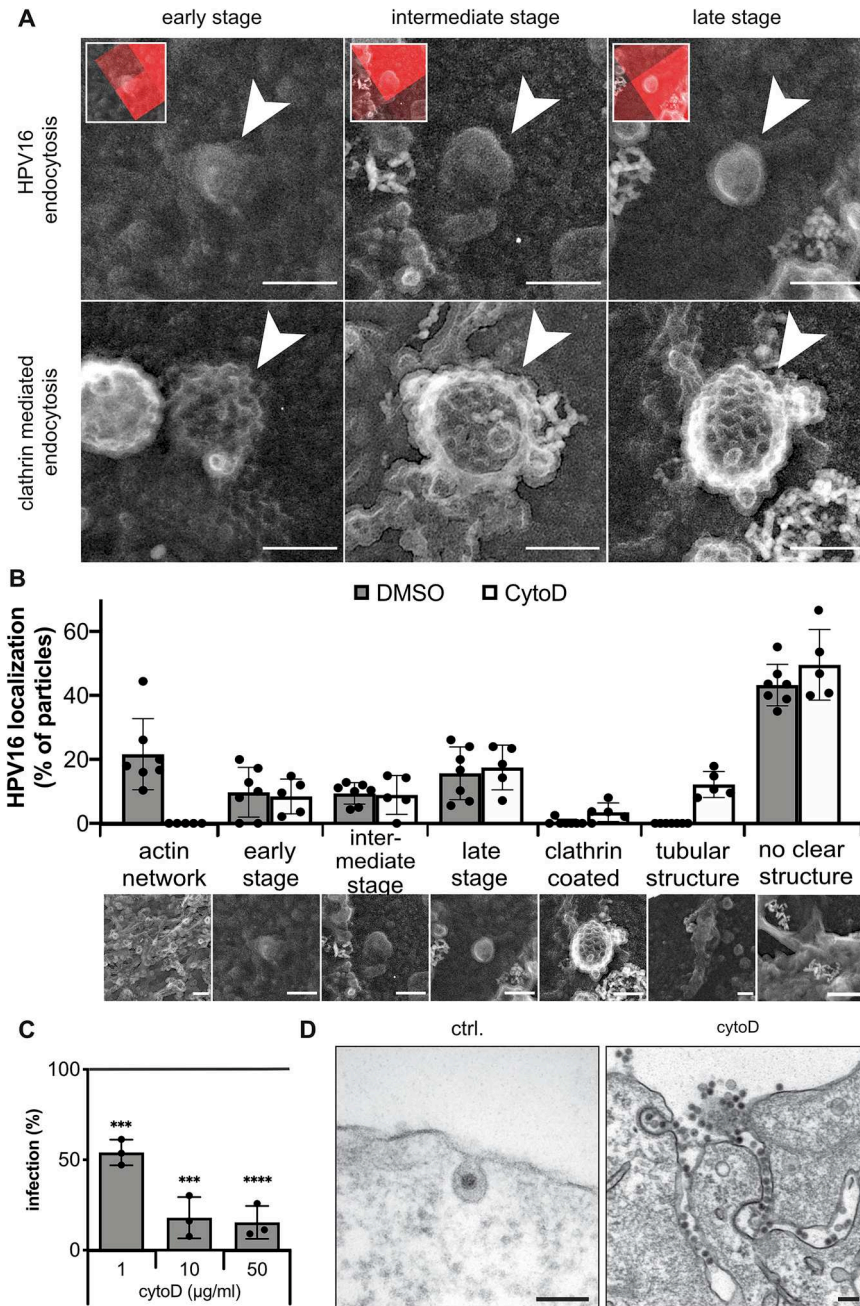 A
early stage
intermediate stage
late stage
HPV16
endocytosis
clathrin mediated
endocytosis
B
DMSO
CytoD
HPV16 localization
(% of particles)
60
40
20
0
actin
network
early
stage
inter-
mediate
stage
late
stage
clathrin
coated
tubular
structure
no clear
structure
C
infection (%)
100
50
0
***
***
****
1
10
50
cytoD (µg/ml)
D
ctrl.
cytoD